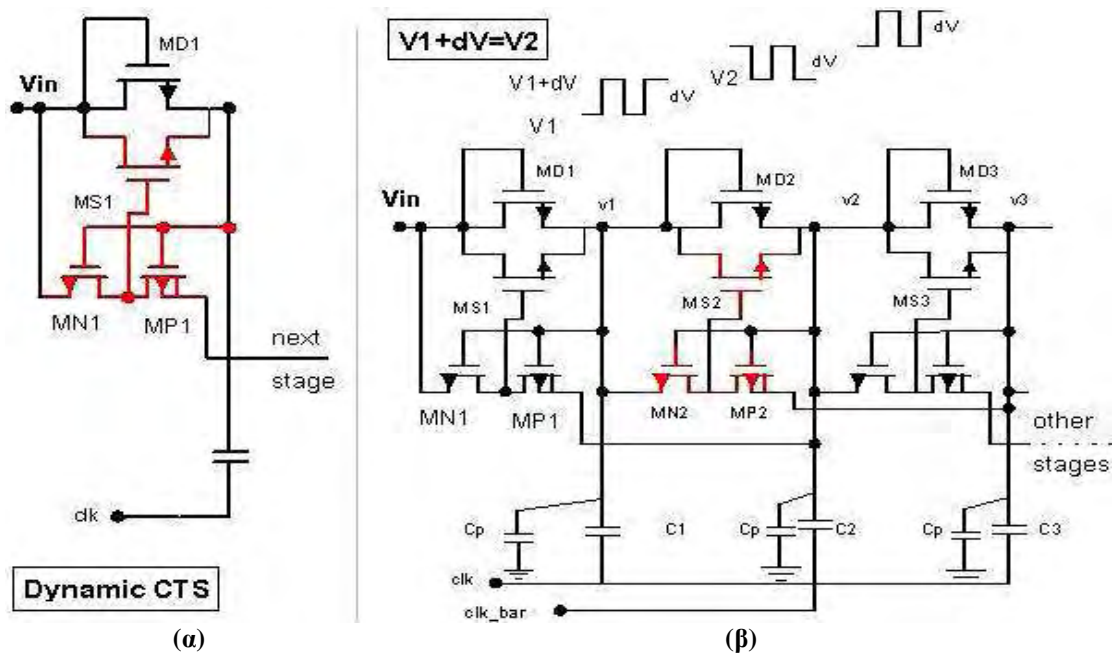 MD1
Vin
MS1
MN1 MP1
next
stage
clk
Dynamic CTS
(α)
V1+dV=V2
dV
V2 dV
V1+dV dV
V1
MD1 MD2 MD3
Vin v1 v2 v3
MS1 MS2 MS3
MN1 MP1 MN2 MP2
other
stages
Cp C1 Cp C2 Cp C3
clk
clk_bar
(β)